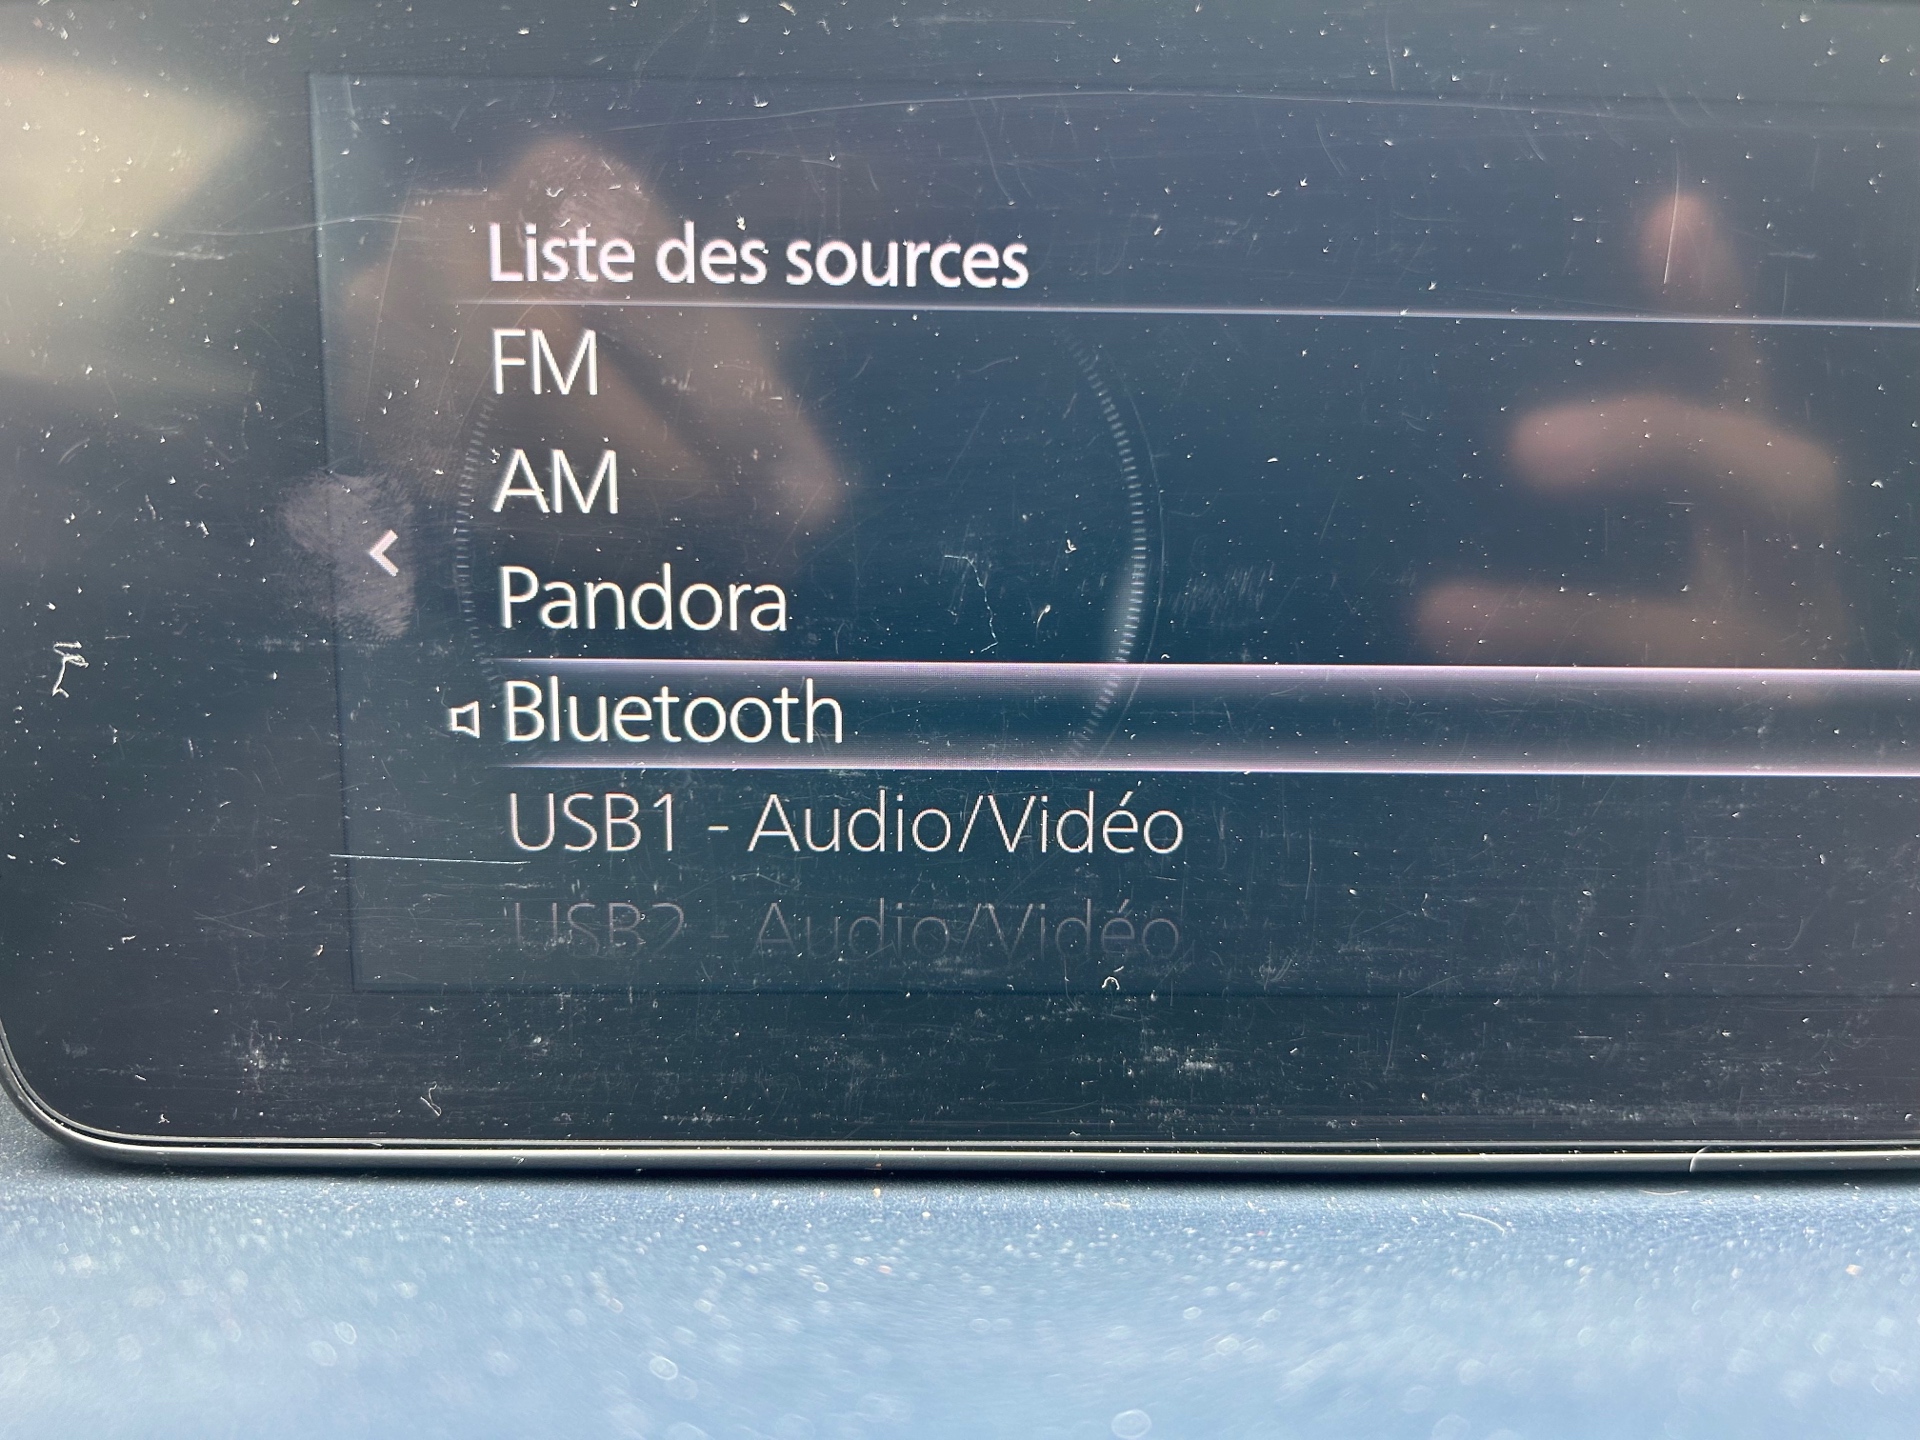 Liste des sources
FM
AM
Pandora
Bluetooth
USB1 - Audio/Vidéo
USB2 - Audio/Vidéo